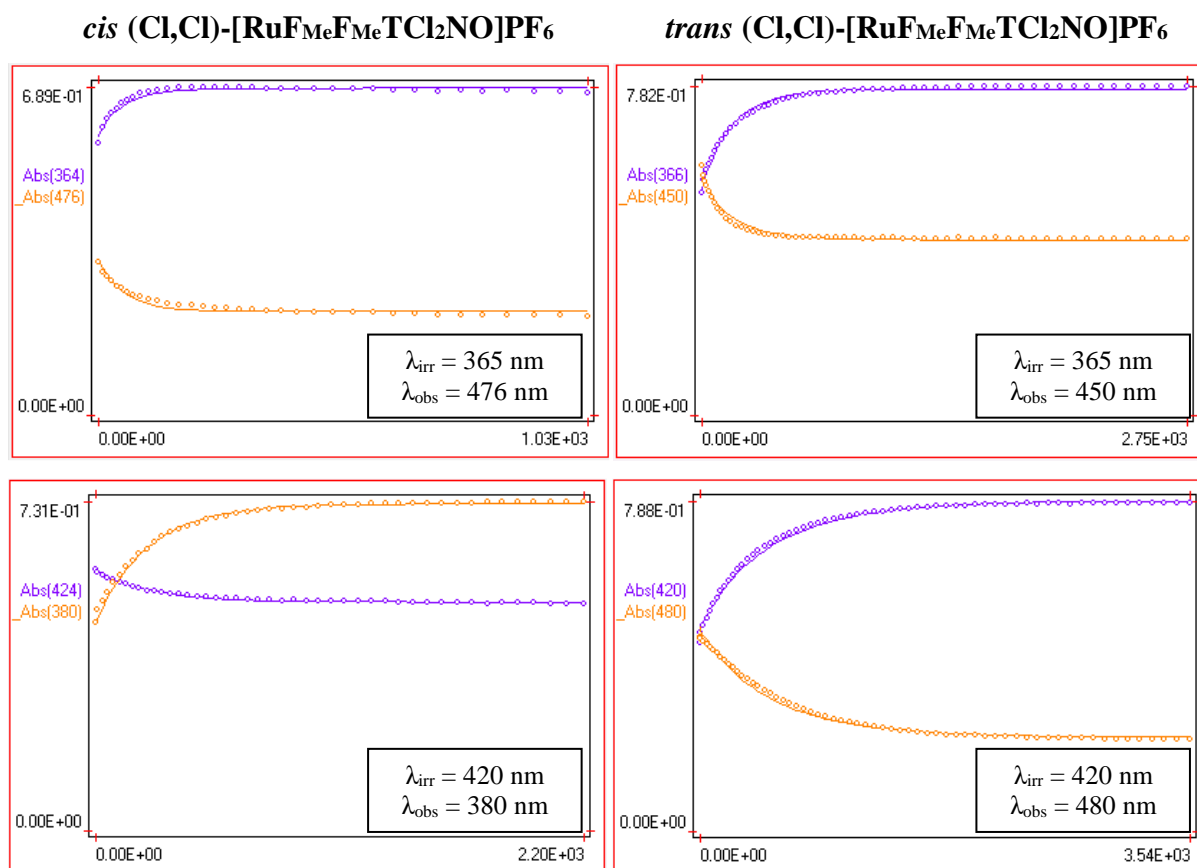 cis (Cl,Cl)-[RuFMeFMeTCl2NO]PF6
trans (Cl,Cl)-[RuFMeFMeTCl2NO]PF6
6.89E-01
Abs(364)
_Abs(476)
0.00E+00
0.00E+00
1.03E+03
λirr = 365 nm
λobs = 476 nm
7.82E-01
Abs(366)
_Abs(450)
0.00E+00
0.00E+00
2.75E+03
λirr = 365 nm
λobs = 450 nm
7.31E-01
Abs(424)
_Abs(380)
0.00E+00
0.00E+00
2.20E+03
λirr = 420 nm
λobs = 380 nm
7.88E-01
Abs(420)
_Abs(480)
0.00E+00
0.00E+00
3.54E+03
λirr = 420 nm
λobs = 480 nm